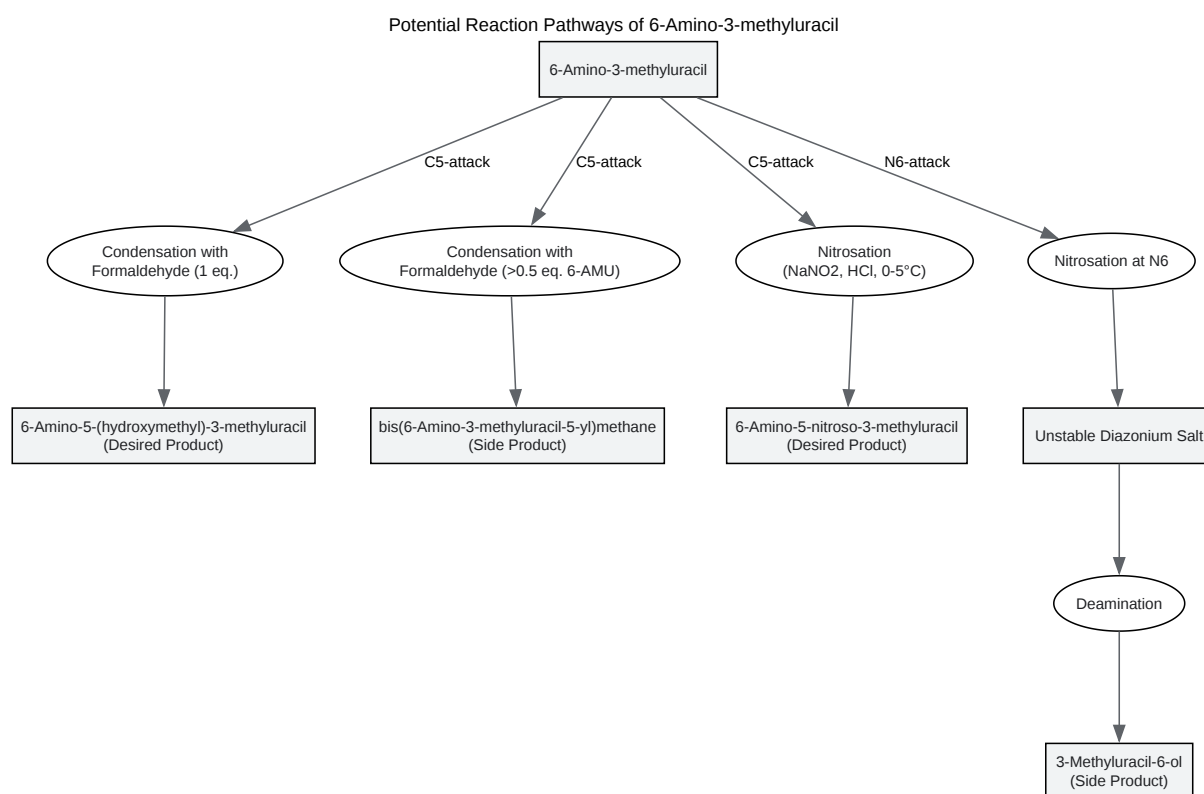 Potential Reaction Pathways of 6-Amino-3-methyluracil
6-Amino-3-methyluracil
C5-attack
C5-attack
C5-attack
N6-attack
Condensation with
Formaldehyde (1 eq.)
Condensation with
Formaldehyde (>0.5 eq. 6-AMU)
Nitrosation
(NaNO2, HCl, 0-5°C)
Nitrosation at N6
6-Amino-5-(hydroxymethyl)-3-methyluracil
(Desired Product)
bis(6-Amino-3-methyluracil-5-yl)methane
(Side Product)
6-Amino-5-nitroso-3-methyluracil
(Desired Product)
Unstable Diazonium Salt
Deamination
3-Methyluracil-6-ol
(Side Product)